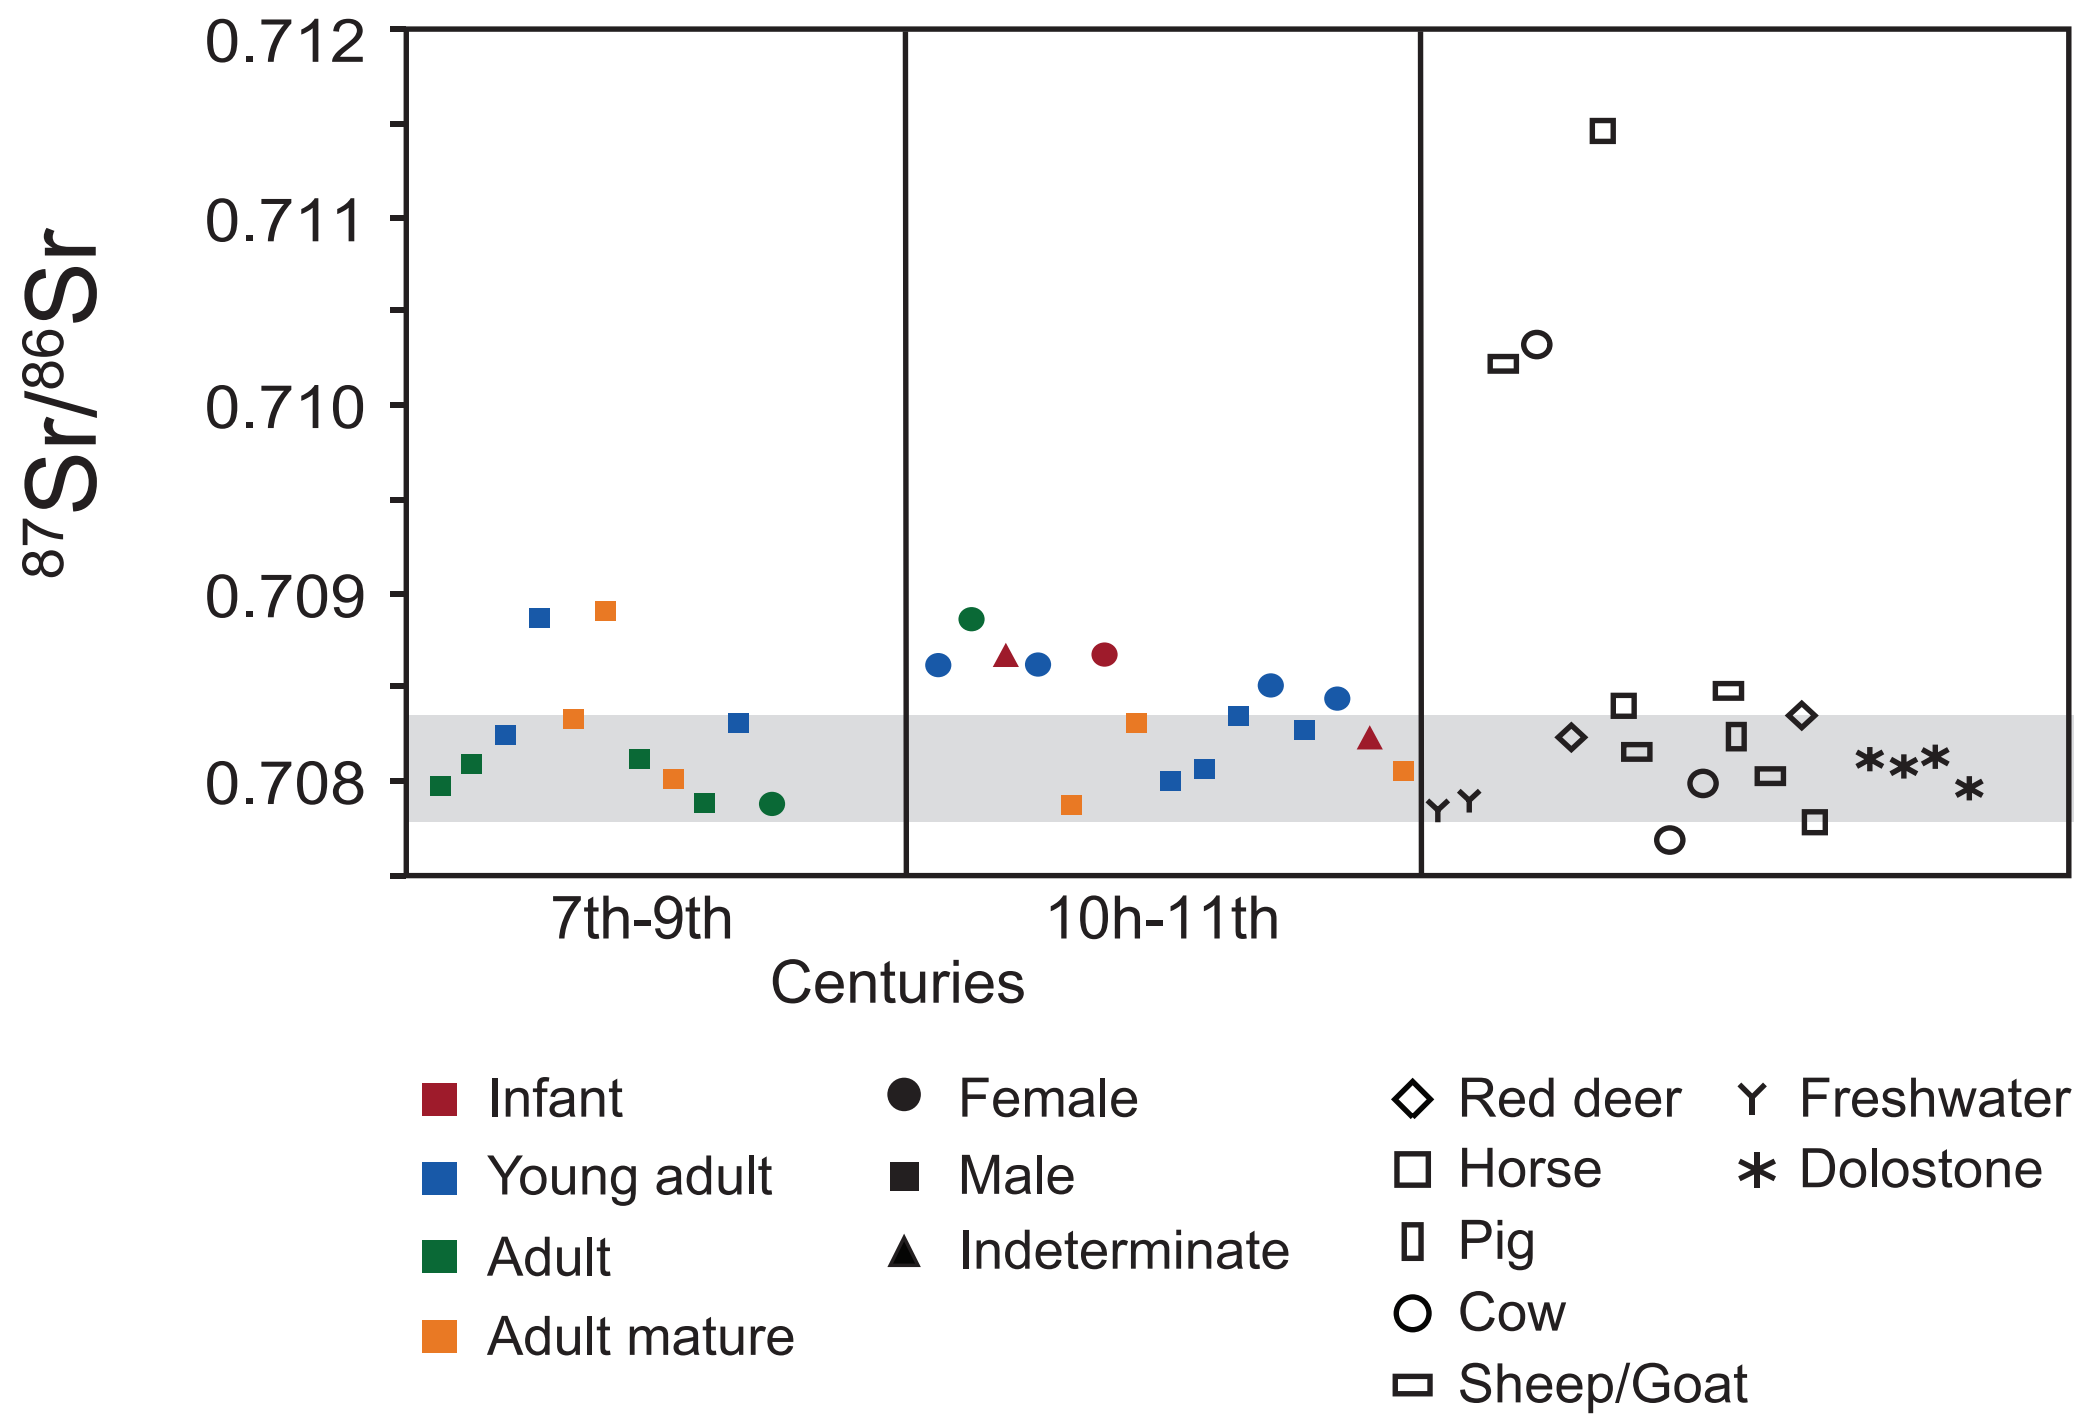 0.712
0.711
0.710
0.709
0.708
⁸⁷Sr/⁸⁶Sr
7th-9th
10h-11th
Centuries
Infant
Young adult
Adult
Adult mature
Female
Male
Indeterminate
Red deer
Horse
Pig
Cow
Sheep/Goat
Freshwater
Dolostone